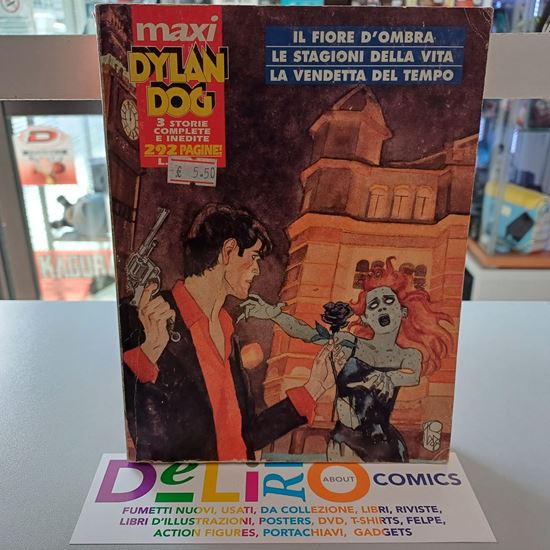 maxi
DYLAN
DOG
3 STORIE
COMPLETE
E INEDITE
292 PAGINE!
€ 5.50
IL FIORE D'OMBRA
LE STAGIONI DELLA VITA
LA VENDETTA DEL TEMPO
KAGURA
DeLiRiO ABOUT COMICS
FUMETTI NUOVI, USATI, DA COLLEZIONE, LIBRI, RIVISTE,
LIBRI D'ILLUSTRAZIONI, POSTERS, DVD, T-SHIRTS, FELPE,
ACTION FIGURES, PORTACHIAVI, GADGETS